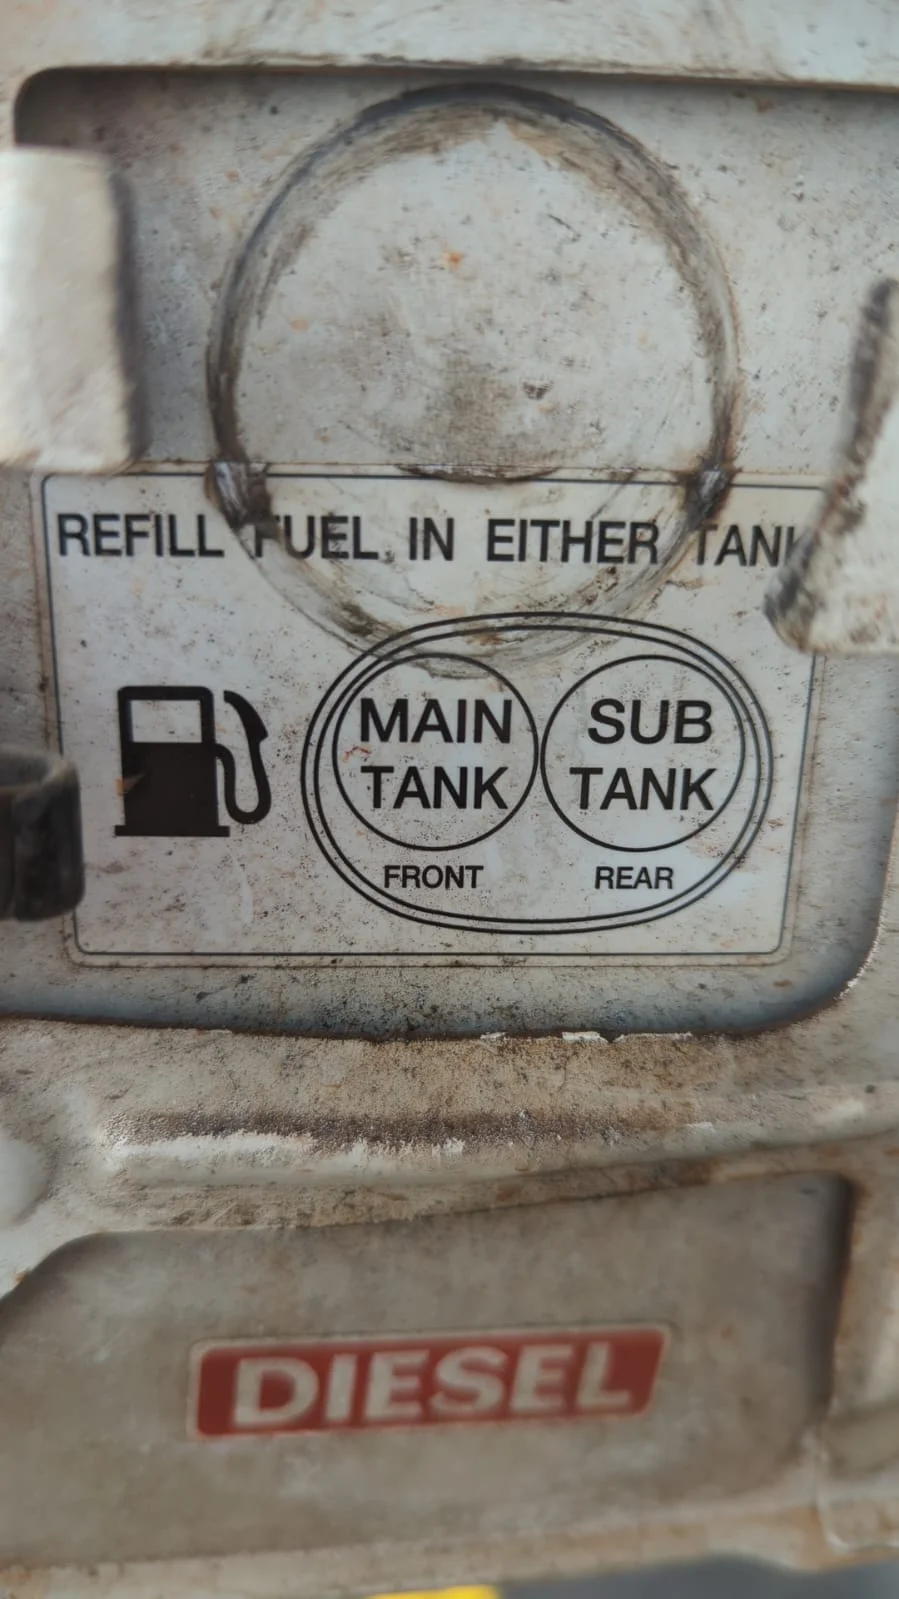 REFILL FUEL IN EITHER TANK
MAIN
TANK
SUB
TANK
FRONT
REAR
DIESEL